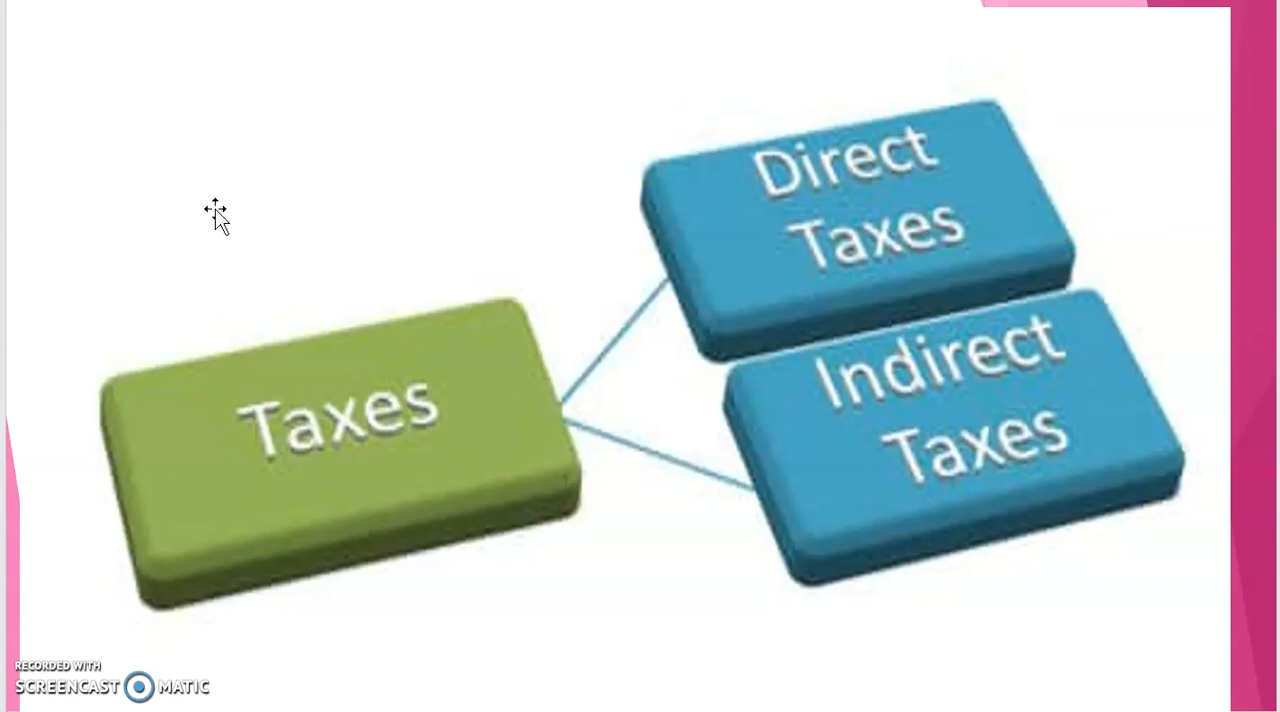 Direct
Taxes
Taxes
Indirect
Taxes
RECORDED WITH
SCREENCAST MATIC